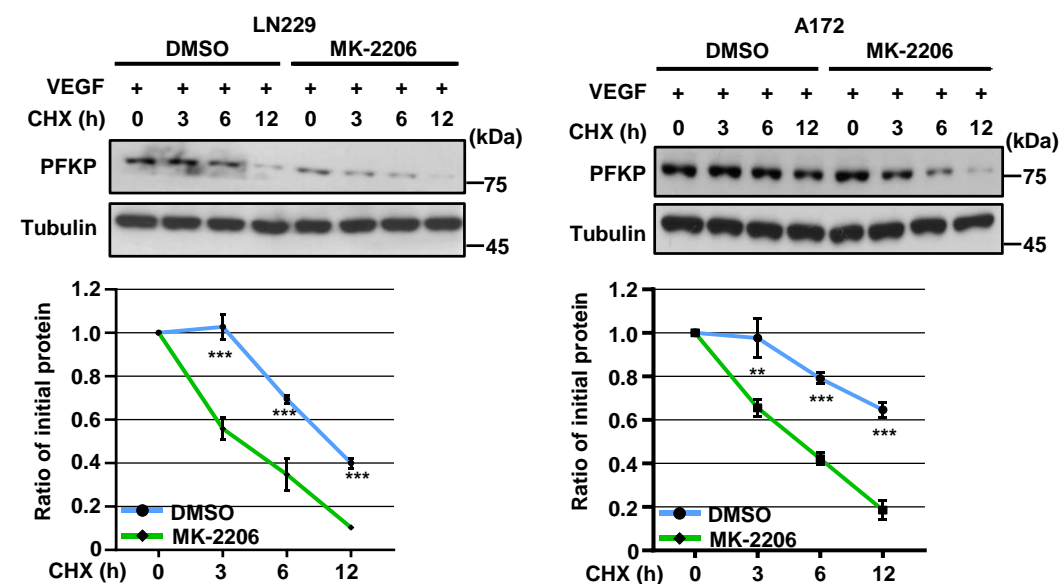 LN229
DMSO MK-2206
VEGF + + + + + + + +
CHX (h) 0 3 6 12 0 3 6 12
(kDa)
PFKP
75
Tubulin
45
1.2
1.0
0.8
0.6
0.4
0.2
0
Ratio of initial protein
***
***
***
DMSO
MK-2206
CHX (h) 0 3 6 12
A172
DMSO MK-2206
VEGF + + + + + + + +
CHX (h) 0 3 6 12 0 3 6 12
(kDa)
PFKP
75
Tubulin
45
1.2
1.0
0.8
0.6
0.4
0.2
0
Ratio of initial protein
**
***
***
DMSO
MK-2206
CHX (h) 0 3 6 12